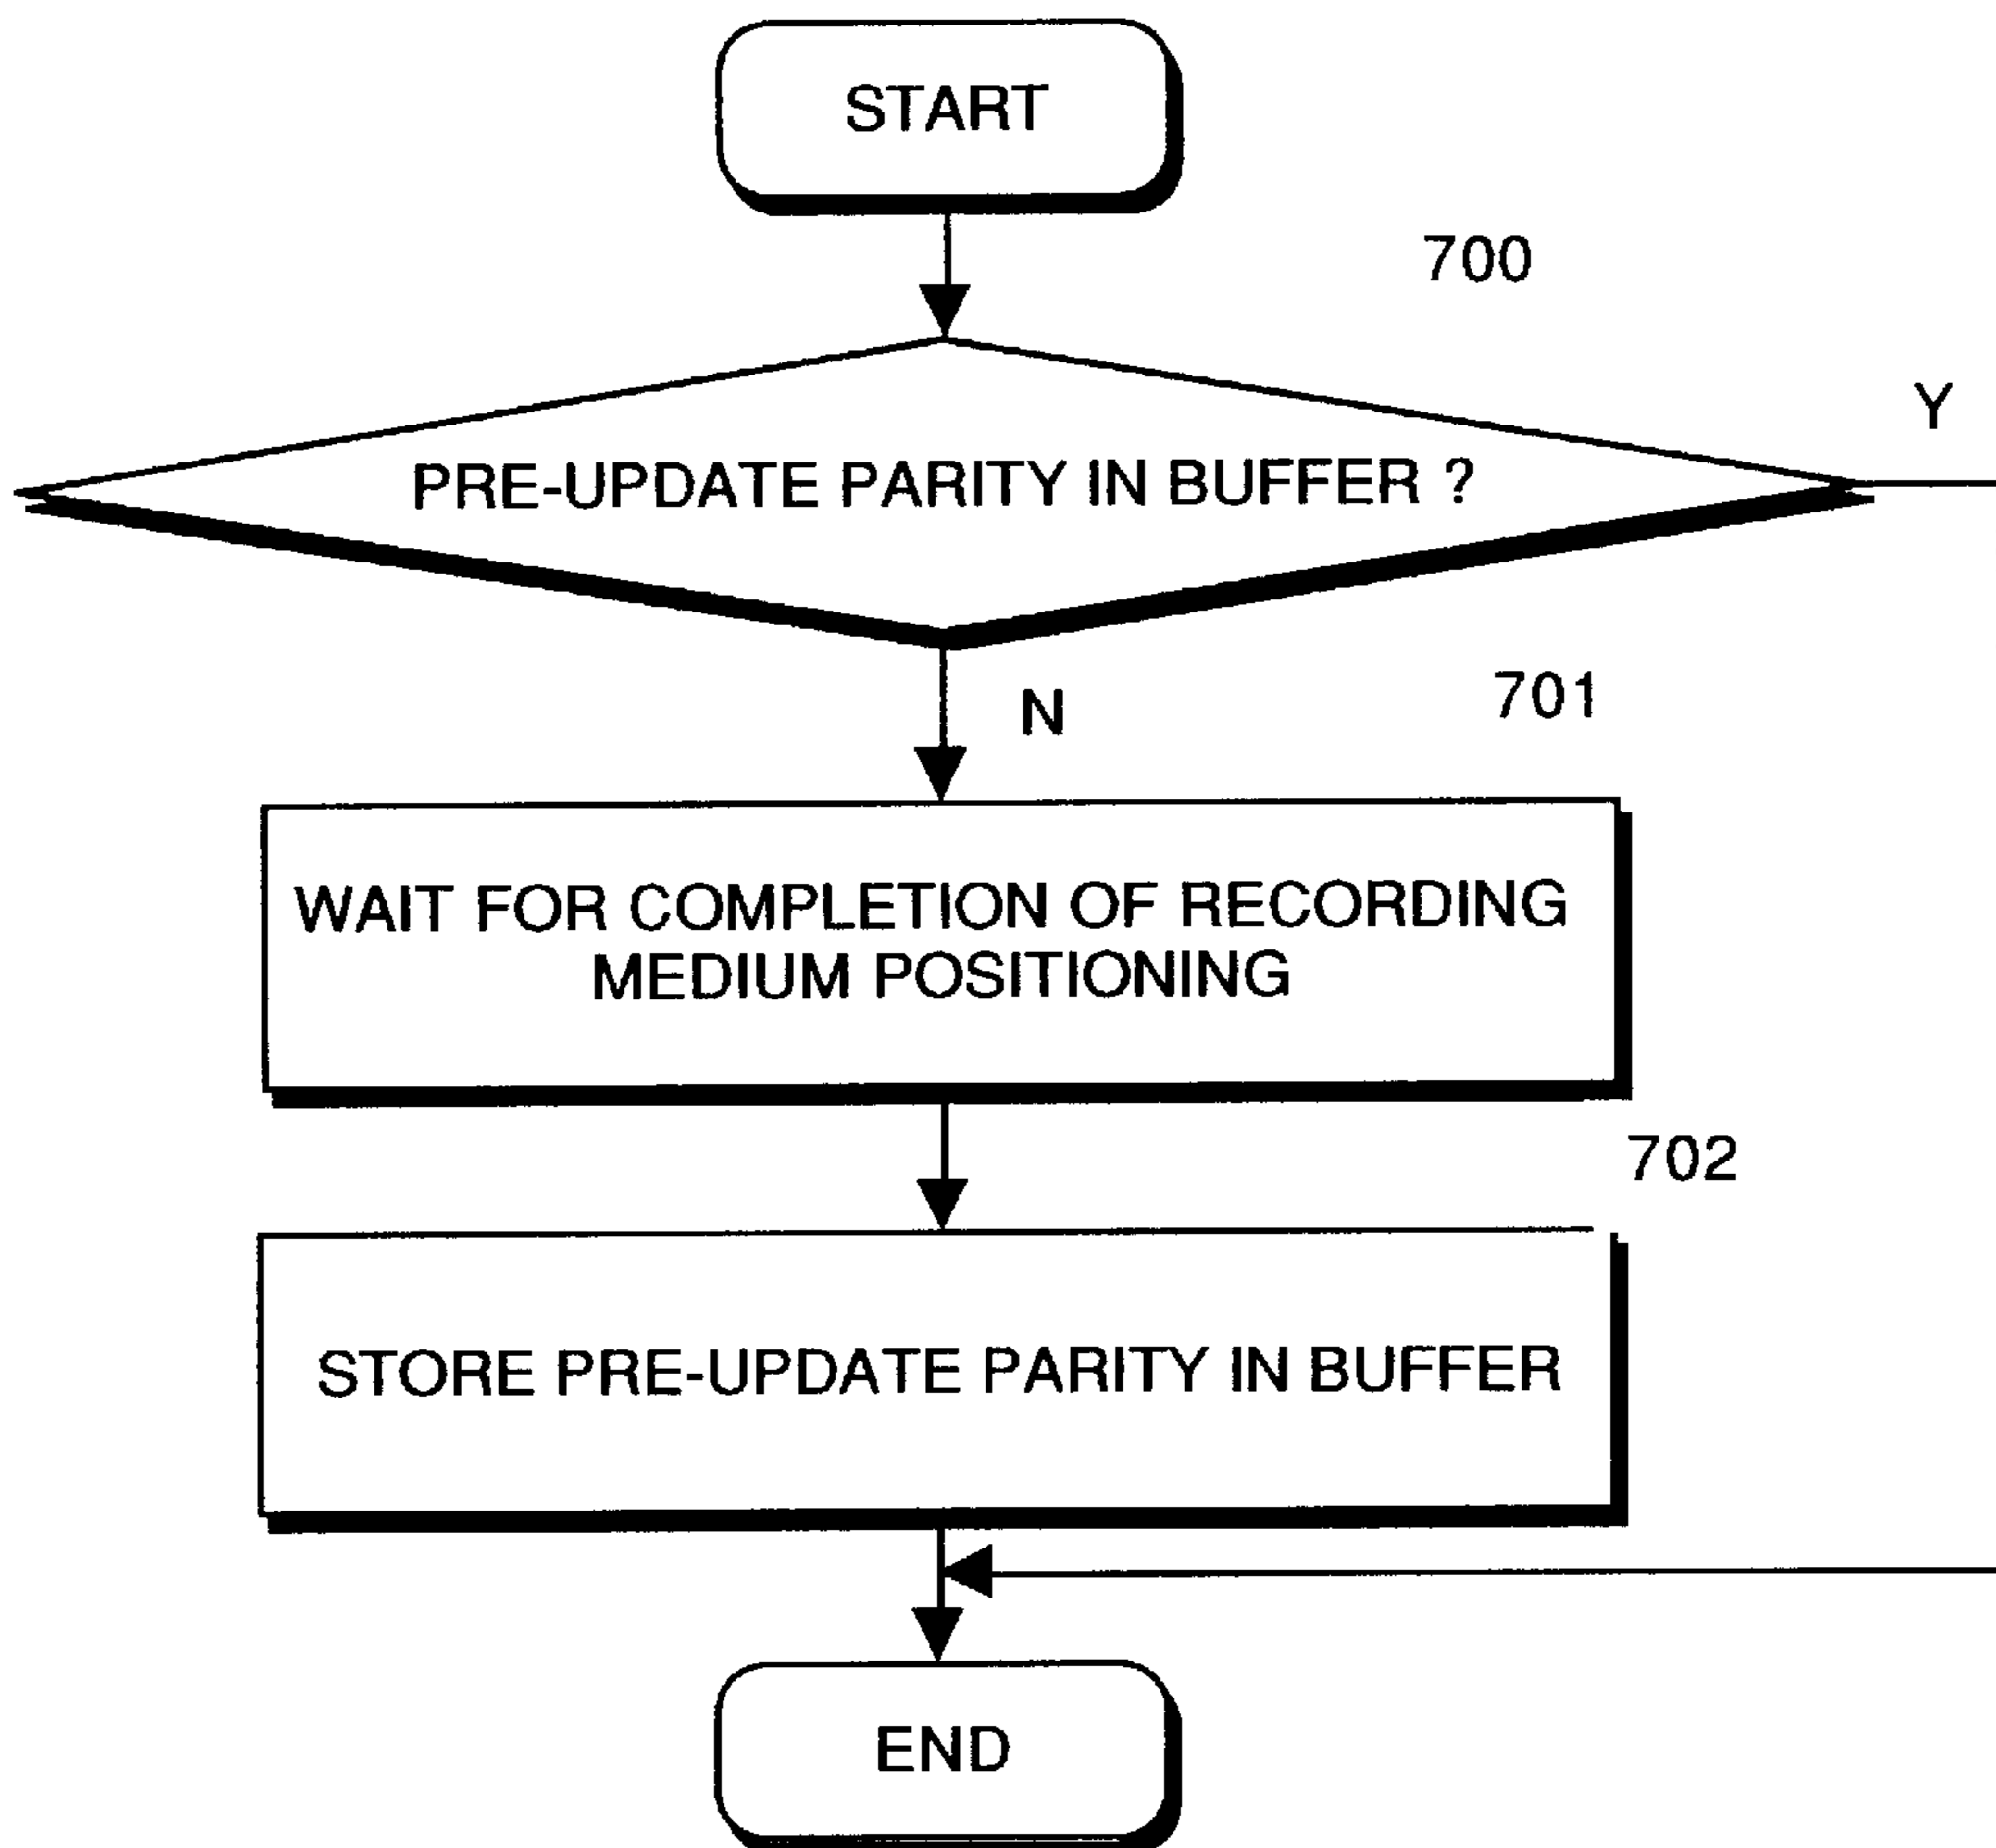 START
700
Y
PRE-UPDATE PARITY IN BUFFER ?
N
701
WAIT FOR COMPLETION OF RECORDING
MEDIUM POSITIONING
702
STORE PRE-UPDATE PARITY IN BUFFER
END